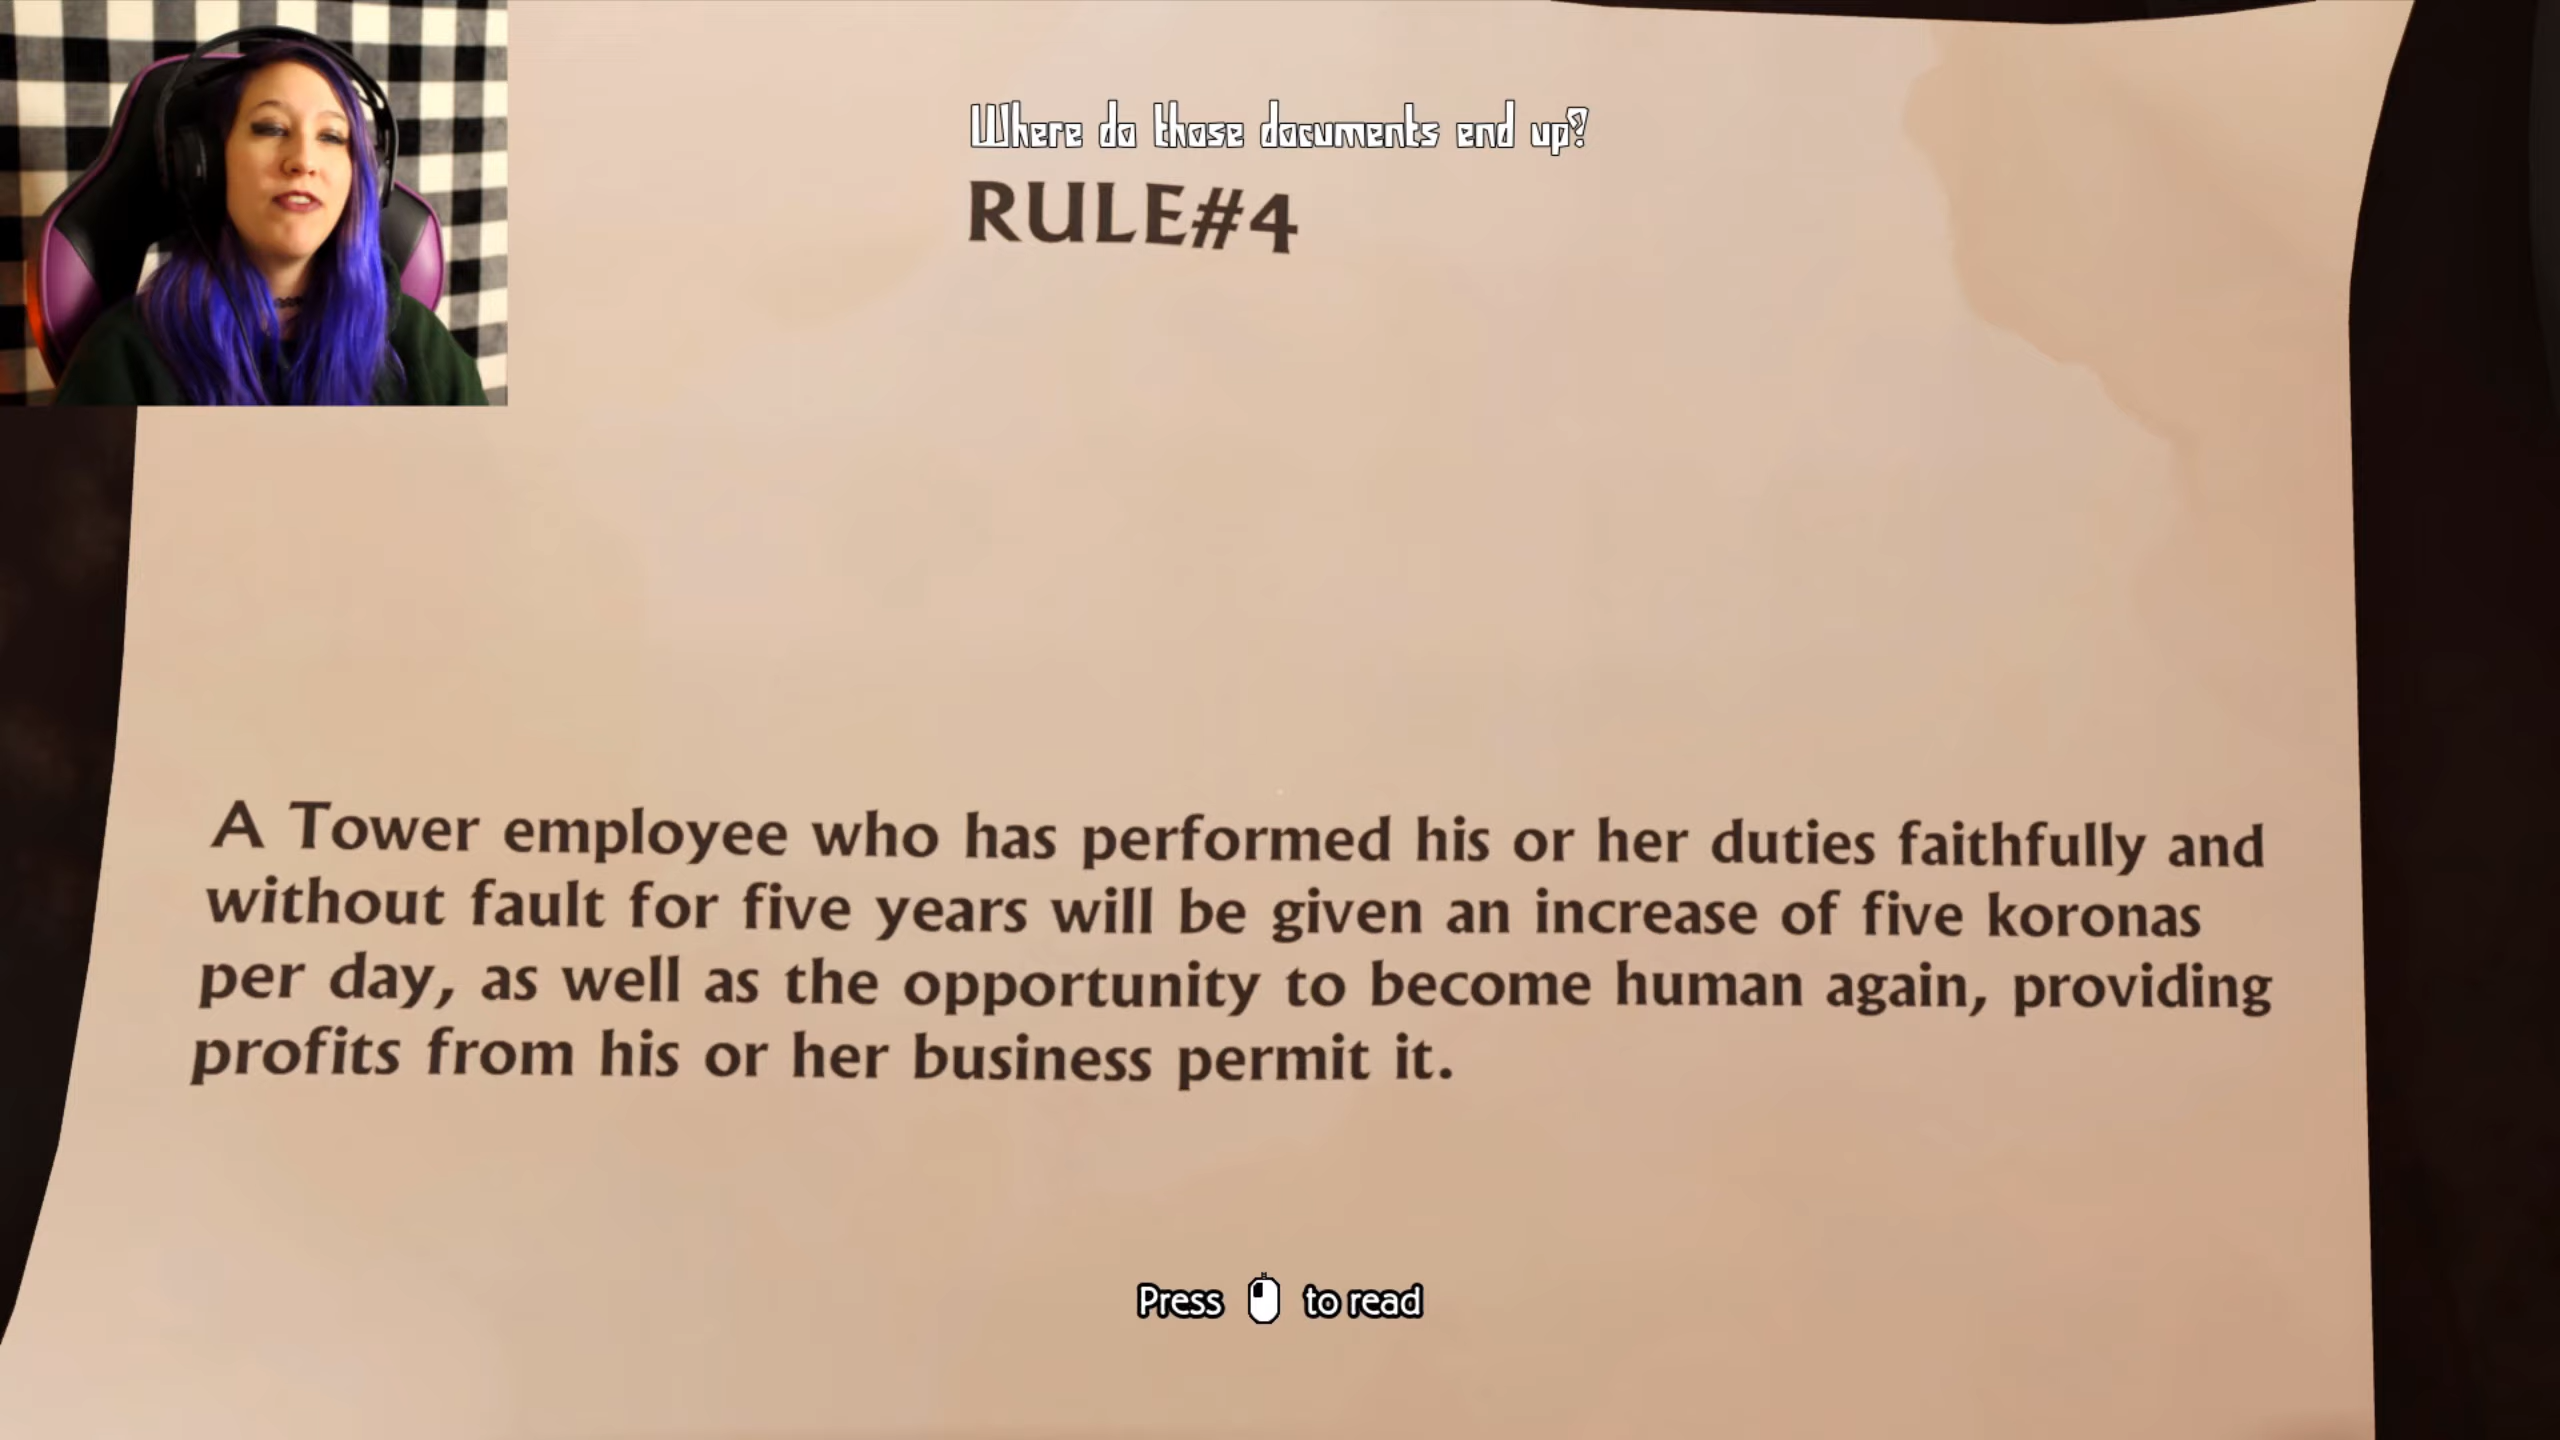 Where do those documents end up?
RULE#4
A Tower employee who has performed his or her duties faithfully and
without fault for five years will be given an increase of five koronas
per day, as well as the opportunity to become human again, providing
profits from his or her business permit it.
Press to read